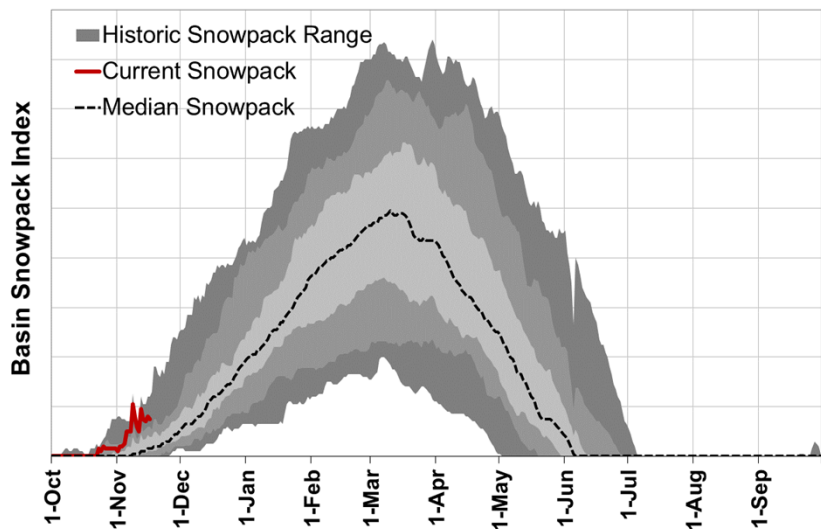 Historic Snowpack Range
Current Snowpack
Median Snowpack
Basin Snowpack Index
1-Oct
1-Nov
1-Dec
1-Jan
1-Feb
1-Mar
1-Apr
1-May
1-Jun
1-Jul
1-Aug
1-Sep